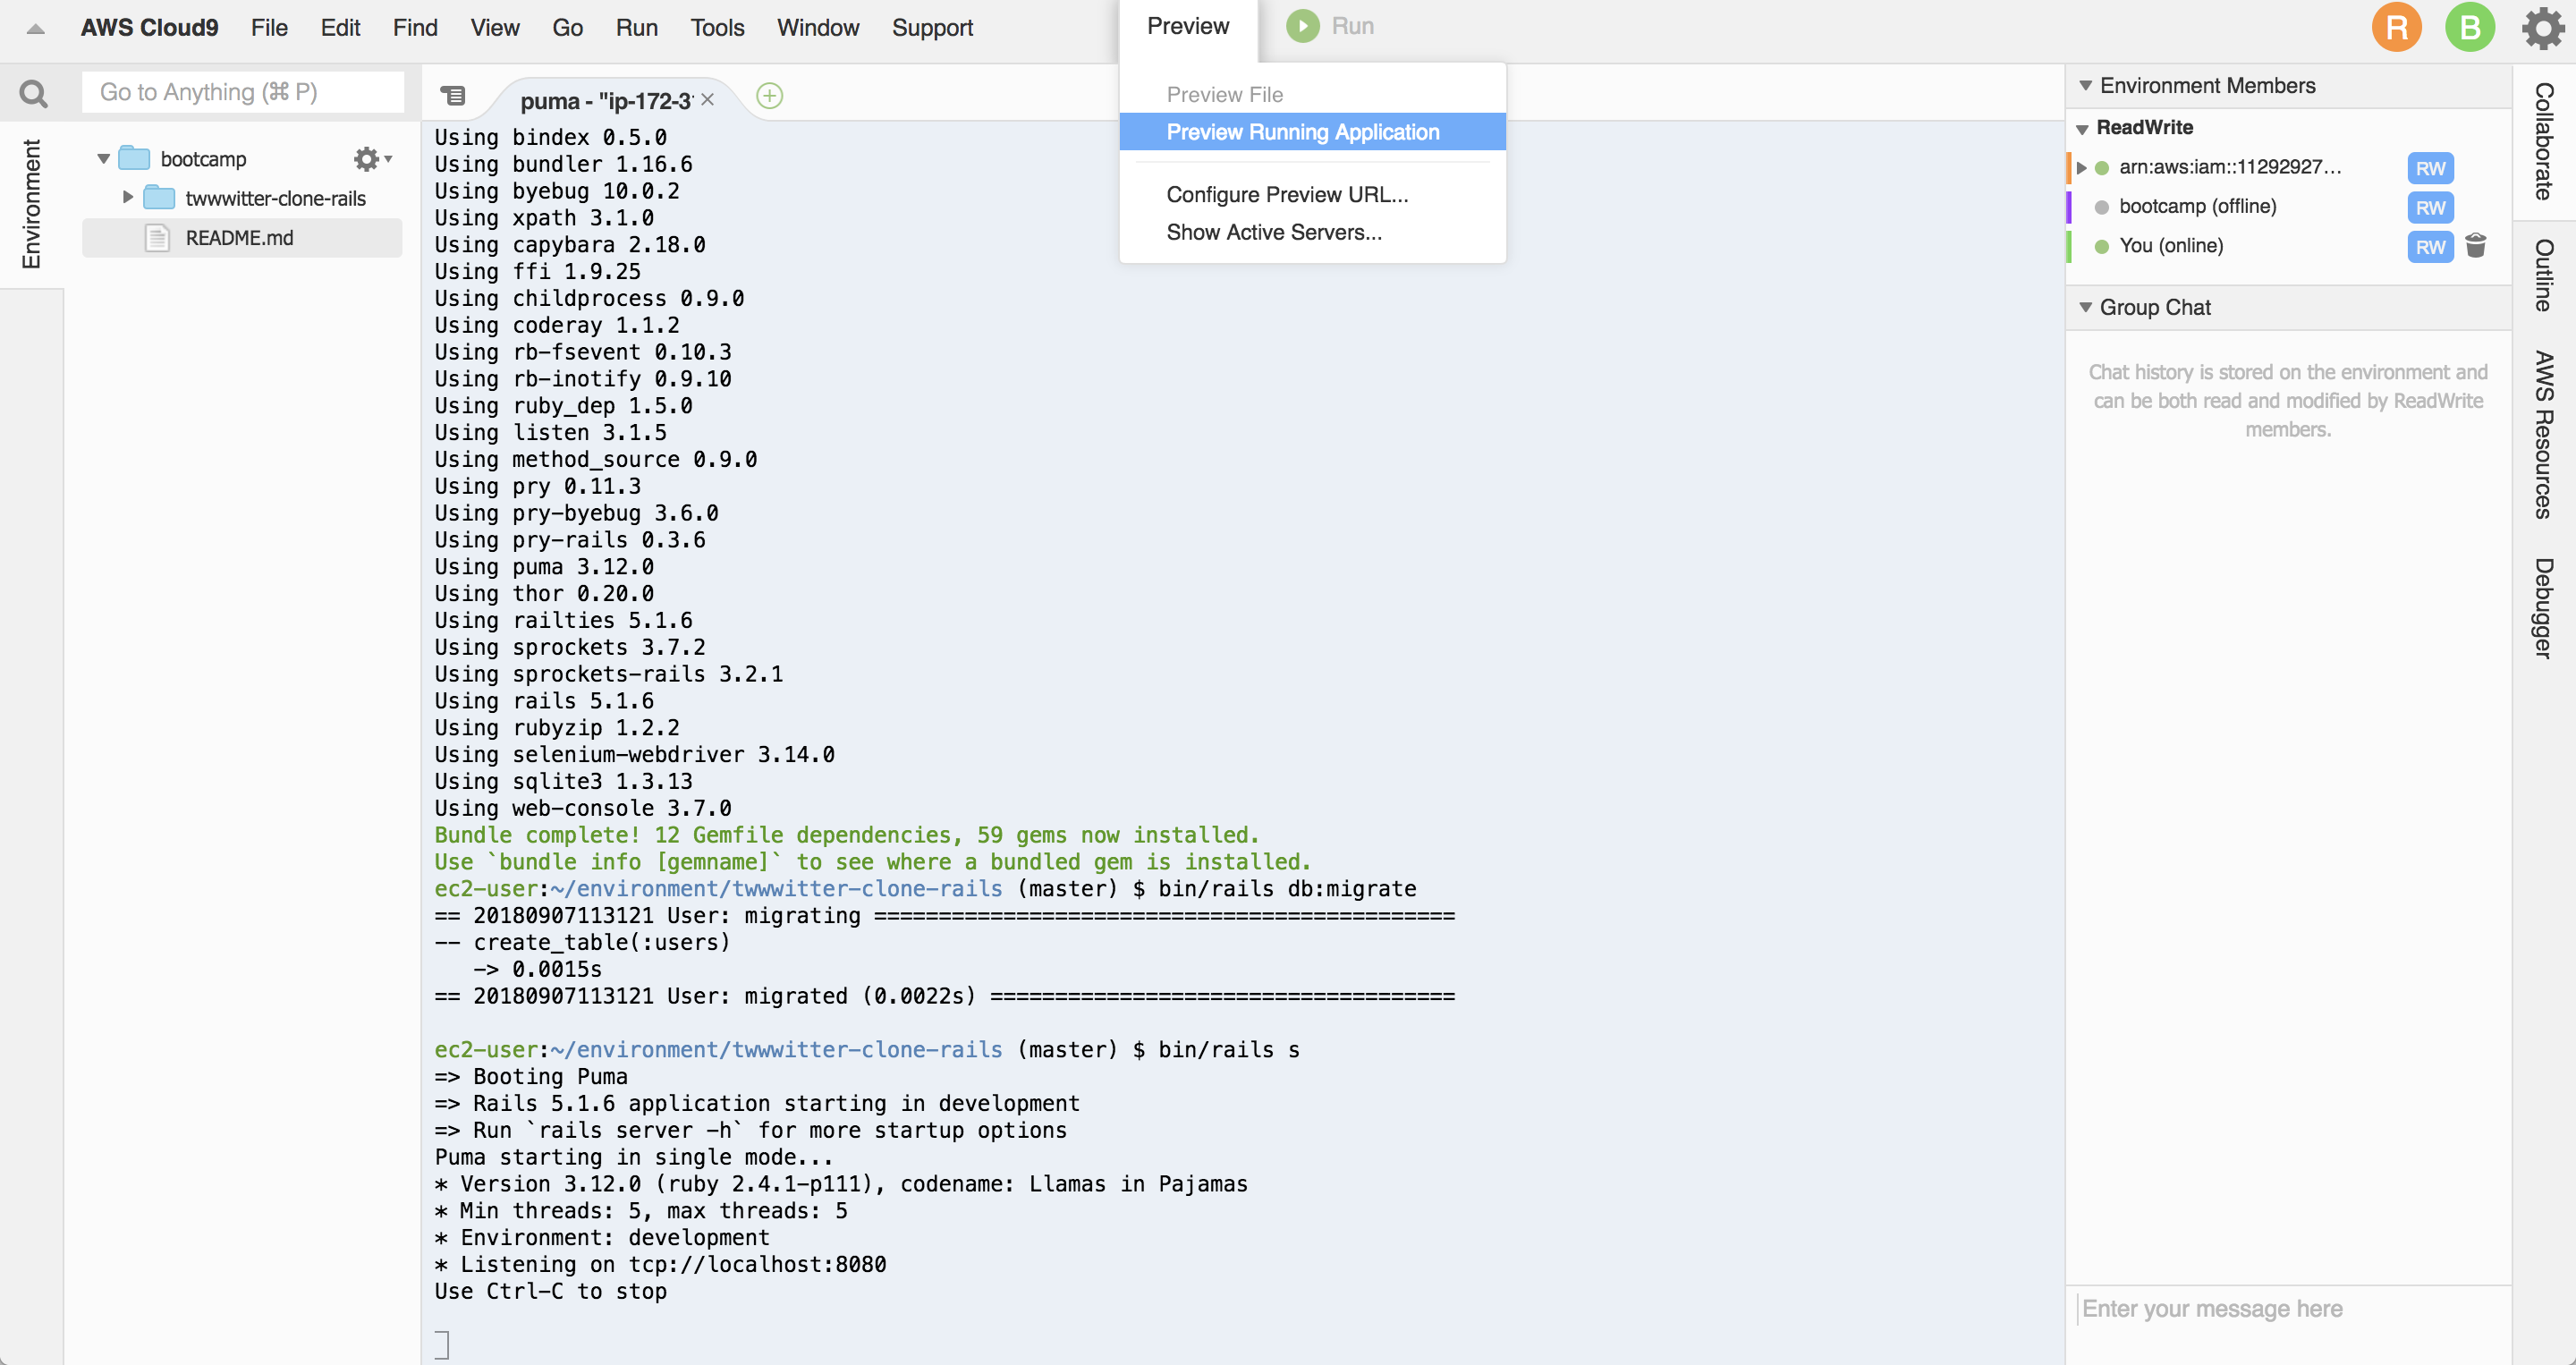 AWS Cloud9 File Edit Find View Go Run Tools Window Support Preview Run R B
Go to Anything (⌘ P)
Environment
bootcamp
twwwitter-clone-rails
README.md
puma - "ip-172-3
Using bindex 0.5.0
Using bundler 1.16.6
Using byebug 10.0.2
Using xpath 3.1.0
Using capybara 2.18.0
Using ffi 1.9.25
Using childprocess 0.9.0
Using coderay 1.1.2
Using rb-fsevent 0.10.3
Using rb-inotify 0.9.10
Using ruby_dep 1.5.0
Using listen 3.1.5
Using method_source 0.9.0
Using pry 0.11.3
Using pry-byebug 3.6.0
Using pry-rails 0.3.6
Using puma 3.12.0
Using thor 0.20.0
Using railties 5.1.6
Using sprockets 3.7.2
Using sprockets-rails 3.2.1
Using rails 5.1.6
Using rubyzip 1.2.2
Using selenium-webdriver 3.14.0
Using sqlite3 1.3.13
Using web-console 3.7.0
Bundle complete! 12 Gemfile dependencies, 59 gems now installed.
Use `bundle info [gemname]` to see where a bundled gem is installed.
ec2-user:~/environment/twwwitter-clone-rails (master) $ bin/rails db:migrate
== 20180907113121 User: migrating =============================================
-- create_table(:users)
-> 0.0015s
== 20180907113121 User: migrated (0.0022s) ====================================
ec2-user:~/environment/twwwitter-clone-rails (master) $ bin/rails s
=> Booting Puma
=> Rails 5.1.6 application starting in development
=> Run `rails server -h` for more startup options
Puma starting in single mode...
* Version 3.12.0 (ruby 2.4.1-p111), codename: Llamas in Pajamas
* Min threads: 5, max threads: 5
* Environment: development
* Listening on tcp://localhost:8080
Use Ctrl-C to stop
Preview File
Preview Running Application
Configure Preview URL...
Show Active Servers...
Environment Members
ReadWrite
arn:aws:iam::11292927... RW
bootcamp (offline) RW
You (online) RW
Group Chat
Chat history is stored on the environment and
can be both read and modified by ReadWrite
members.
Enter your message here
Collaborate
Outline
AWS Resources
Debugger